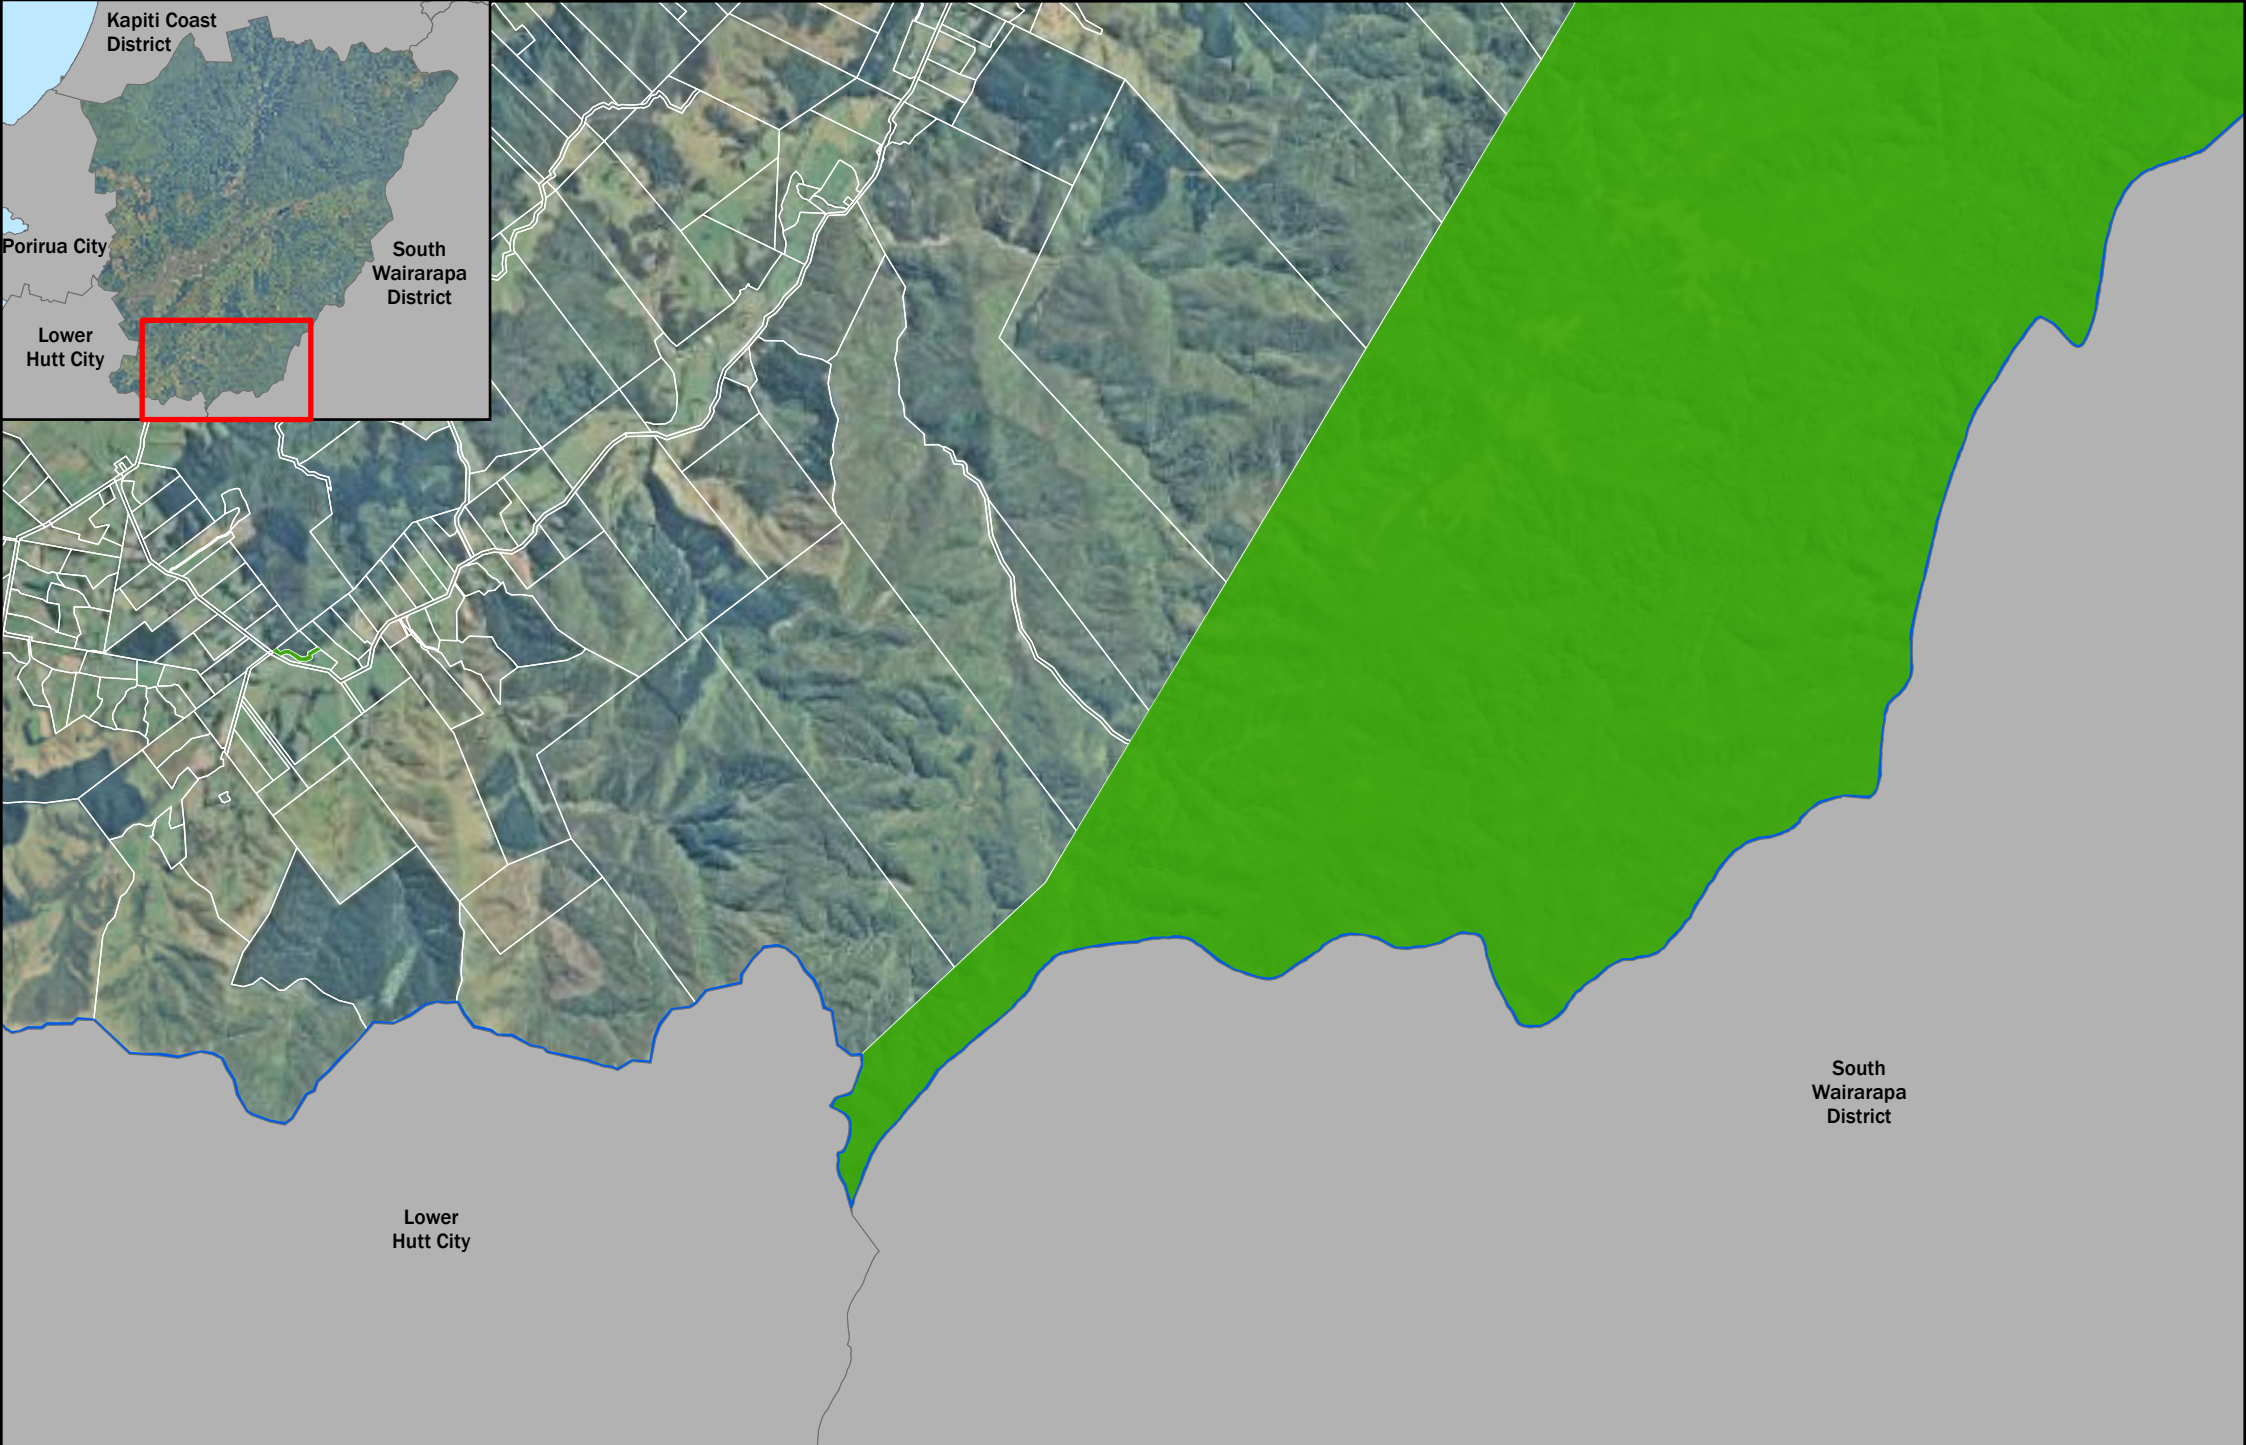 Kapiti Coast
District
Porirua City
South
Wairarapa
District
Lower
Hutt City
South
Wairarapa
District
Lower
Hutt City